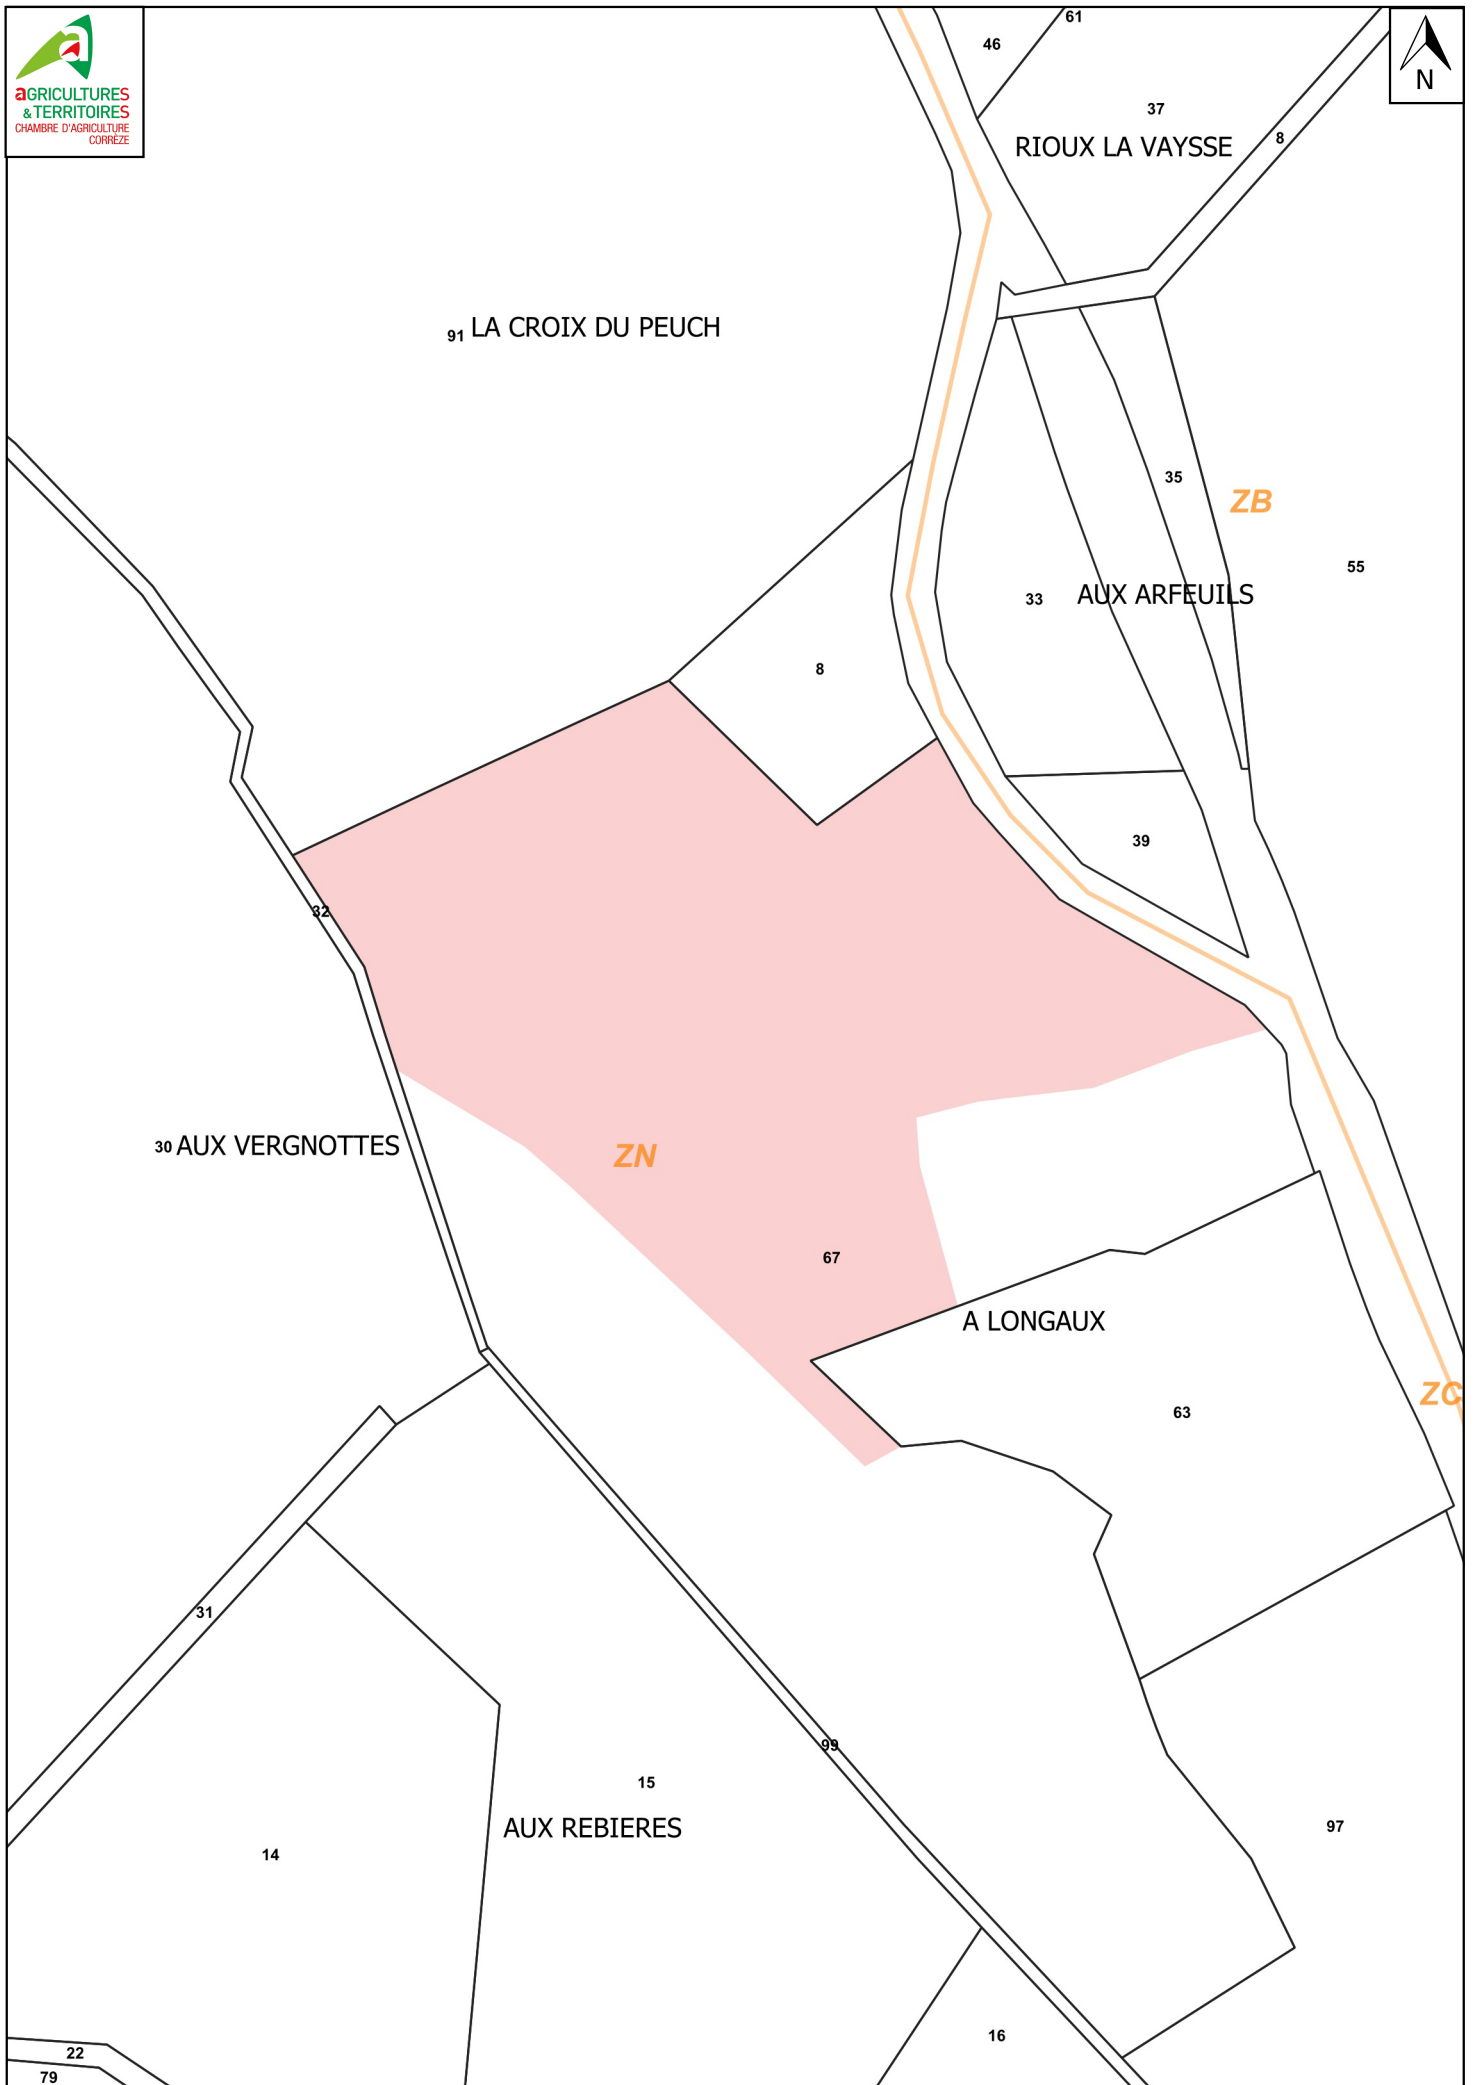 aGRICULTURES
& TERRITOIRES
CHAMBRE D'AGRICULTURE
CORRÈZE
N
61
46
37
RIOUX LA VAYSSE
8
91 LA CROIX DU PEUCH
35
ZB
55
33
AUX ARFEUILS
8
39
32
30 AUX VERGNOTTES
ZN
67
A LONGAUX
ZC
63
31
99
15
AUX REBIERES
97
14
16
22
79